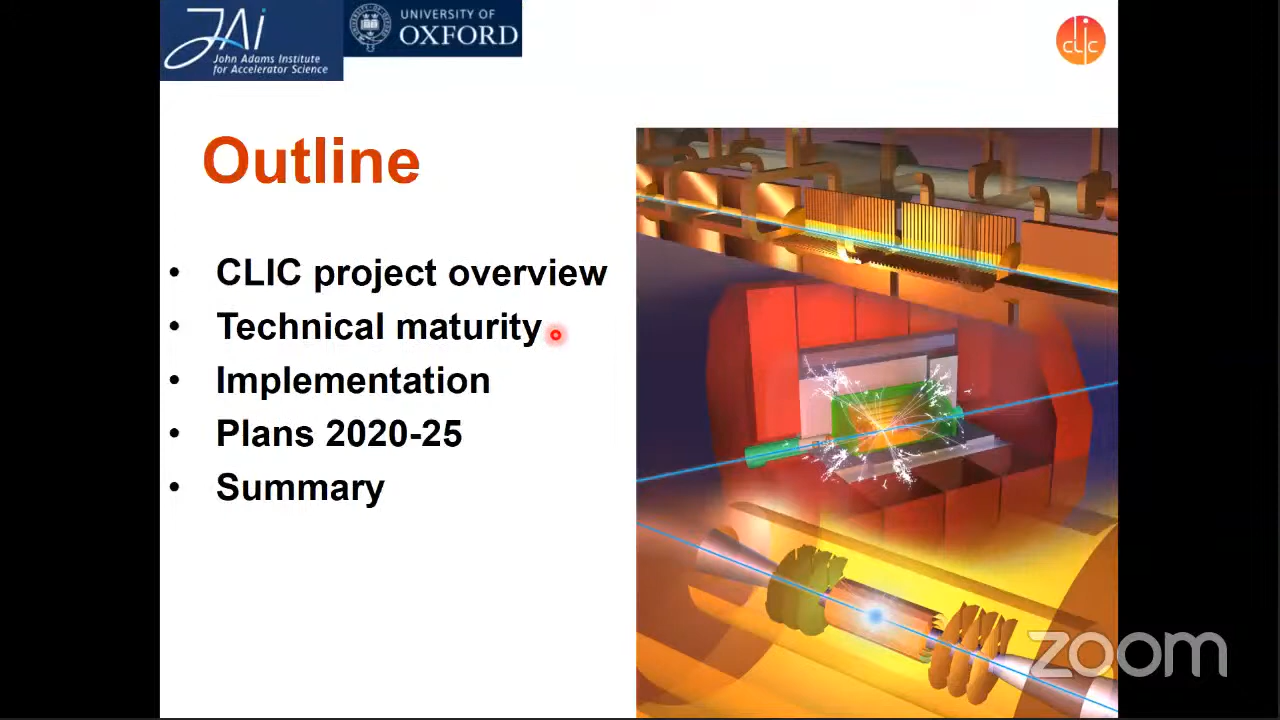 JAi
John Adams Institute
for Accelerator Science
UNIVERSITY OF
OXFORD
clic
Outline
• CLIC project overview
• Technical maturity
• Implementation
• Plans 2020-25
• Summary
zoom